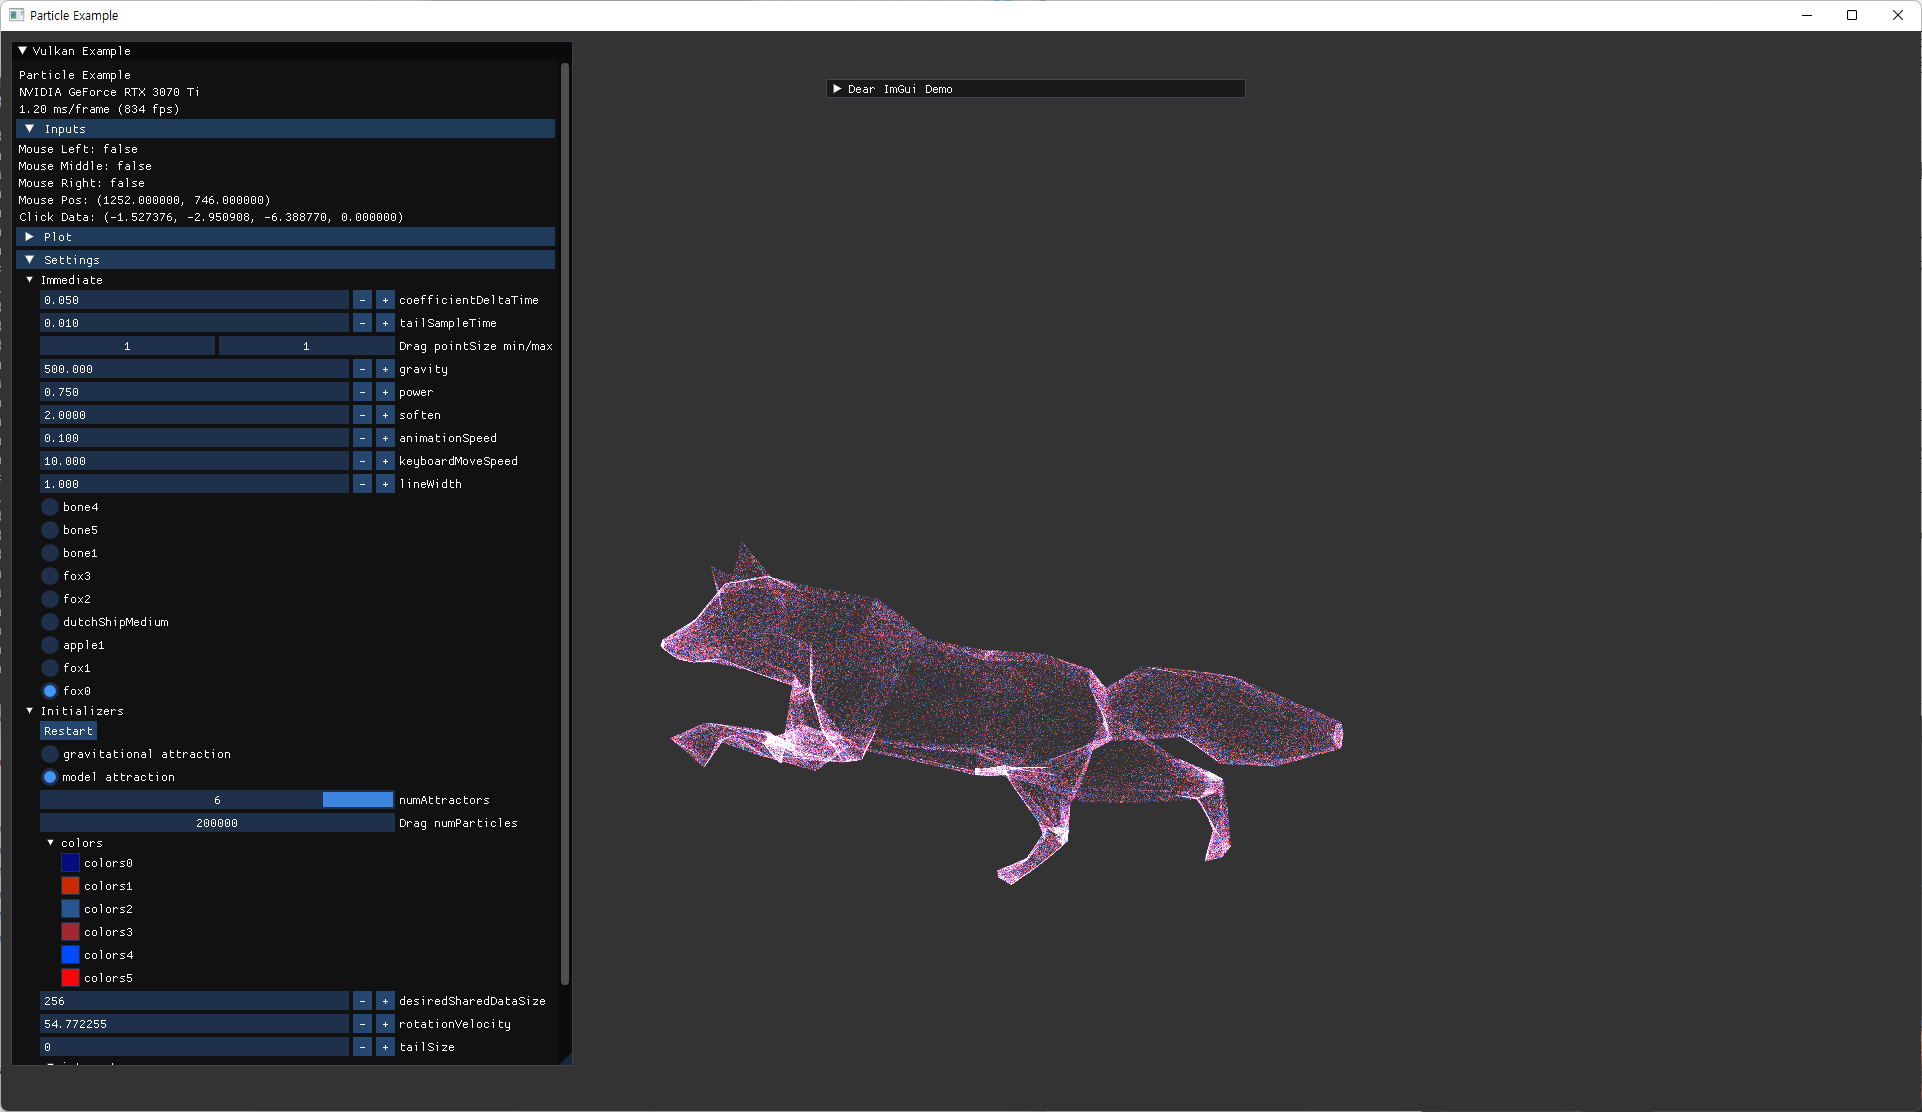 Particle Example
Vulkan Example
Particle Example
NVIDIA GeForce RTX 3070 Ti
1.20 ms/frame (834 fps)
Inputs
Mouse Left: false
Mouse Middle: false
Mouse Right: false
Mouse Pos: (1252.000000, 746.000000)
Click Data: (-1.527376, -2.950908, -6.388770, 0.000000)
Plot
Settings
Immediate
0.050 - + coefficientDeltaTime
0.010 - + tailSampleTime
1 1 Drag pointSize min/max
500.000 - + gravity
0.750 - + power
2.0000 - + soften
0.100 - + animationSpeed
10.000 - + keyboardMoveSpeed
1.000 - + lineWidth
bone4
bone5
bone1
fox3
fox2
dutchShipMedium
apple1
fox1
fox0
Initializers
Restart
gravitational attraction
model attraction
6 numAttractors
200000 Drag numParticles
colors
colors0
colors1
colors2
colors3
colors4
colors5
256 - + desiredSharedDataSize
54.772255 - + rotationVelocity
0 - + tailSize
Dear ImGui Demo